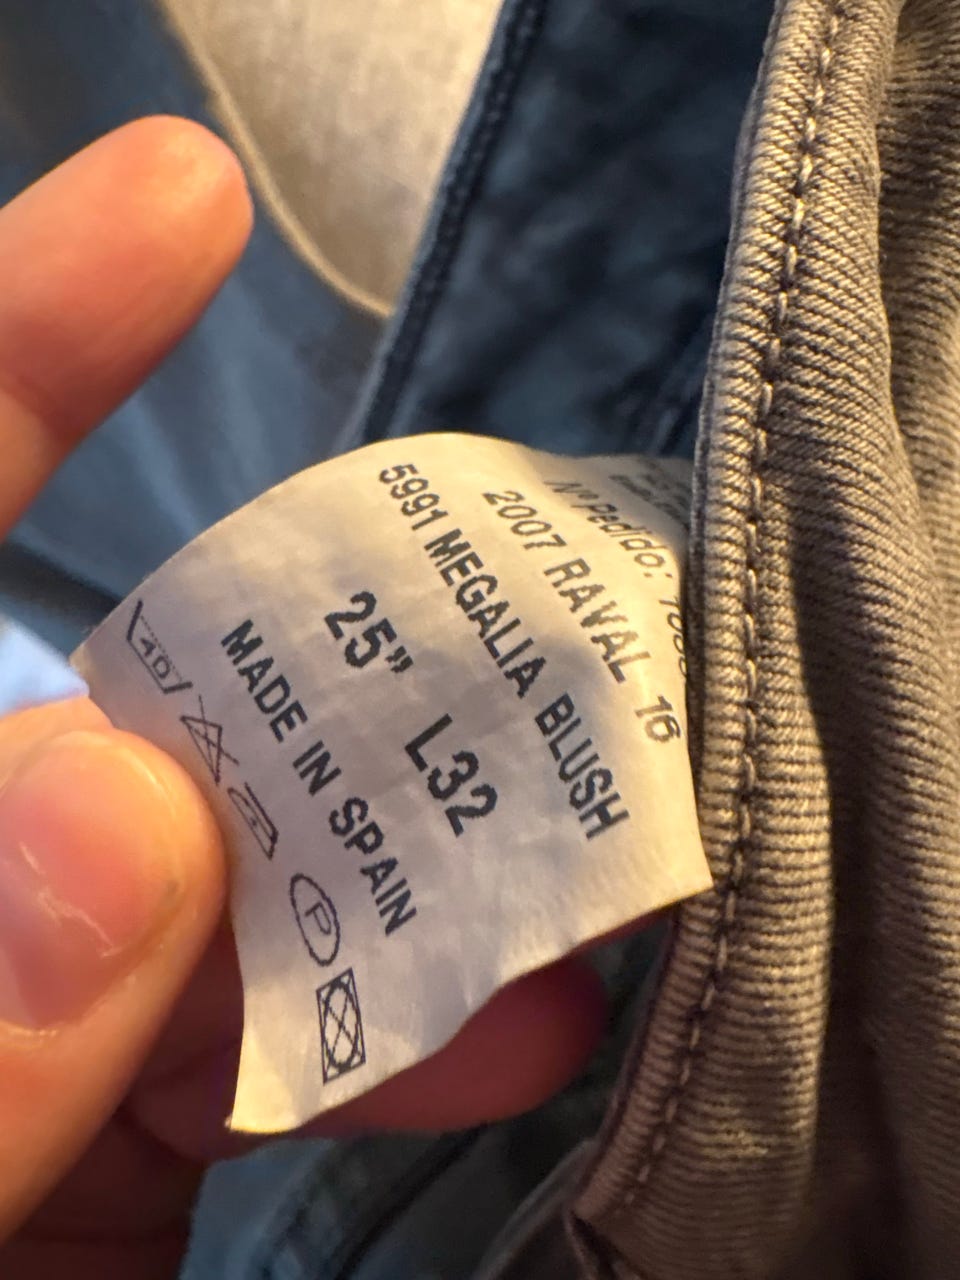 Nº Pedido:
2007 RAVAL 16
5991 MEGALIA BLUSH
25" L32
MADE IN SPAIN
40
P